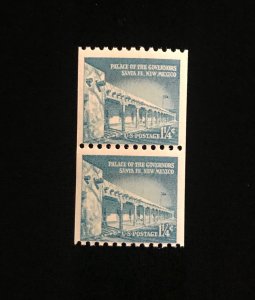 PALACE OF THE GOVERNORS
SANTA FE, NEW MEXICO
U·S·POSTAGE 1¼¢
PALACE OF THE GOVERNORS
SANTA FE, NEW MEXICO
U·S·POSTAGE 1¼¢